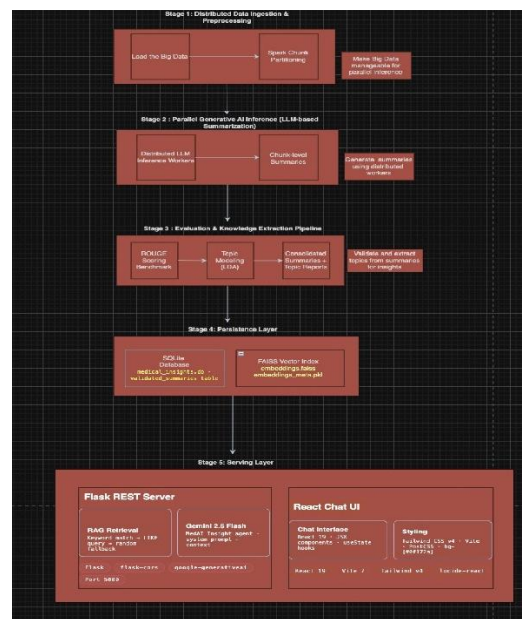 Stage 1: Distributed Data Ingestion &
Preprocessing
Load the Big Data
Spark Chunk
Partitioning
Make Big Data
manageable for
parallel inference
Stage 2 : Parallel Generative AI Inference (LLM-based
Summarization)
Distributed LLM
Inference Workers
Chunk-level
Summaries
Generate summaries
using distributed
workers
Stage 3 : Evaluation & Knowledge Extraction Pipeline
ROUGE
Scoring
Benchmark
Topic
Modeling
(LDA)
Consolidated
Summaries +
Topic Reports
Validate and extract
topics from summaries
for insights
Stage 4: Persistence Layer
SQLite
Database
medical_insights.db ·
validated_summaries table
FAISS Vector Index
embeddings.faiss
embeddings_meta.pkl
Stage 5: Serving Layer
Flask REST Server
RAG Retrieval
Keyword match → LIKE
query → random
fallback
Gemini 2.5 Flash
MedAI Insight agent ·
system prompt ·
context
flask
flask-cors
google-generativeai
Port 5000
React Chat UI
Chat Interface
React 19 · JSX
components · useState
hooks
Styling
Tailwind CSS v4 · Vite
· PostCSS · bg-
React 19
Vite 7
tailwind v4
lucide-react